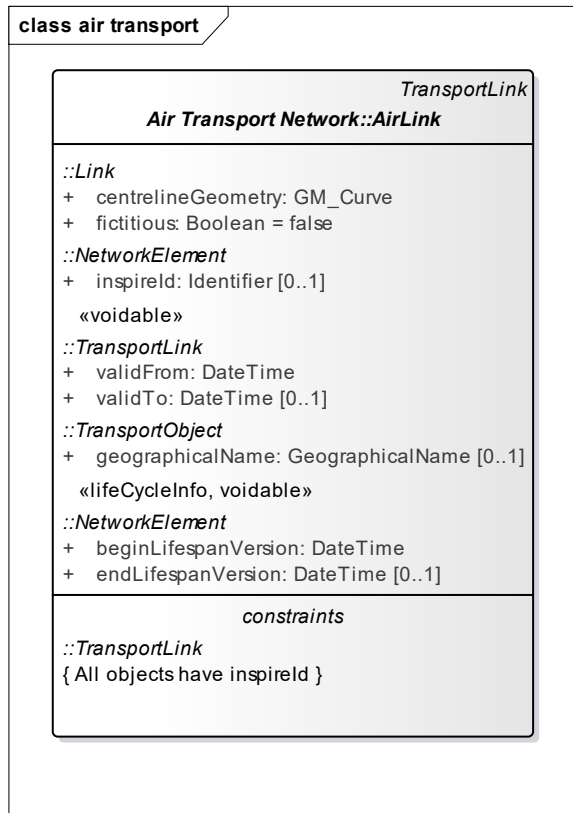 class air transport
TransportLink
Air Transport Network::AirLink
::Link
+ centrelineGeometry: GM_Curve
+ fictitious: Boolean = false
::NetworkElement
+ inspireId: Identifier [0..1]
«voidable»
::TransportLink
+ validFrom: DateTime
+ validTo: DateTime [0..1]
::TransportObject
+ geographicalName: GeographicalName [0..1]
«lifeCycleInfo, voidable»
::NetworkElement
+ beginLifespanVersion: DateTime
+ endLifespanVersion: DateTime [0..1]
constraints
::TransportLink
{ All objects have inspireId }